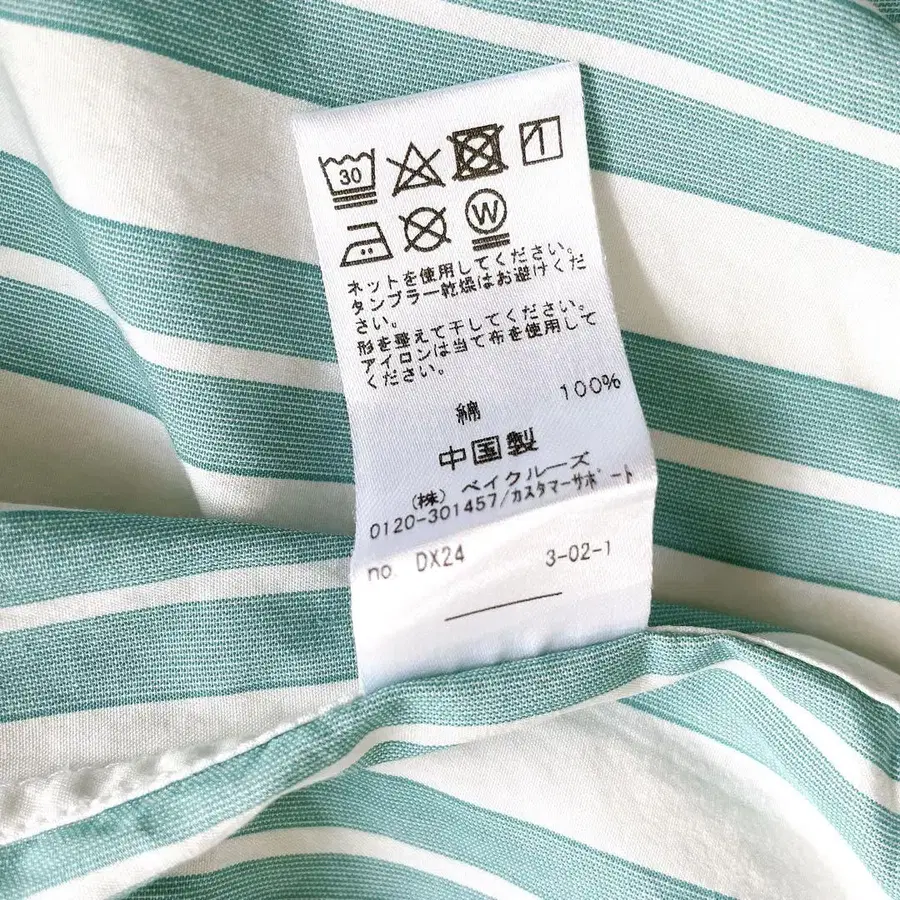 30
W
ネットを使用してください。
タンブラー乾燥はお避けくだ
さい。
形を整えて干してください。
アイロンは当て布を使用して
ください。
綿 100%
中国製
（株）ベイクルーズ
0120-301457/カスタマーサポート
no. DX24 3-02-1